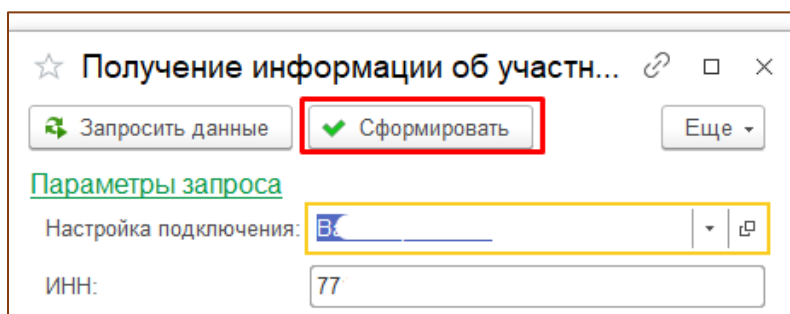 Получение информации об участн...
Запросить данные Сформировать Еще
Параметры запроса
Настройка подключения:
ИНН: 77